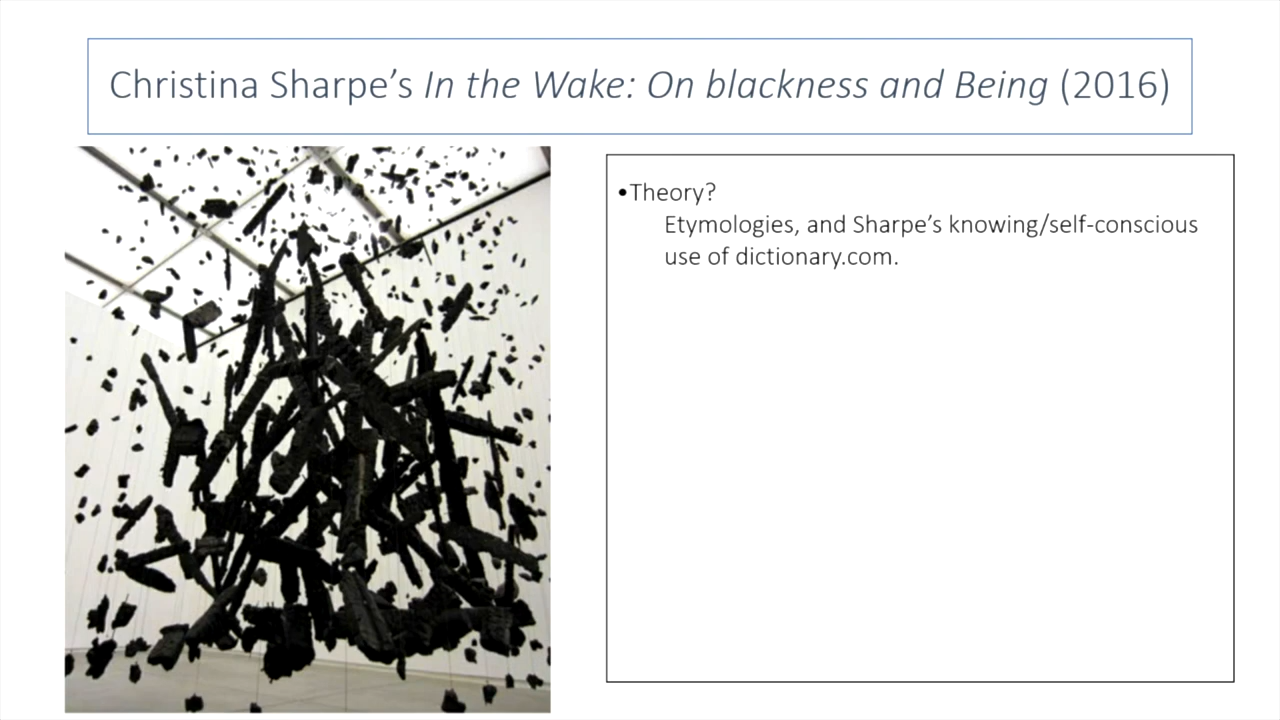 Christina Sharpe’s In the Wake: On blackness and Being (2016)
•Theory?
Etymologies, and Sharpe’s knowing/self-conscious
use of dictionary.com.